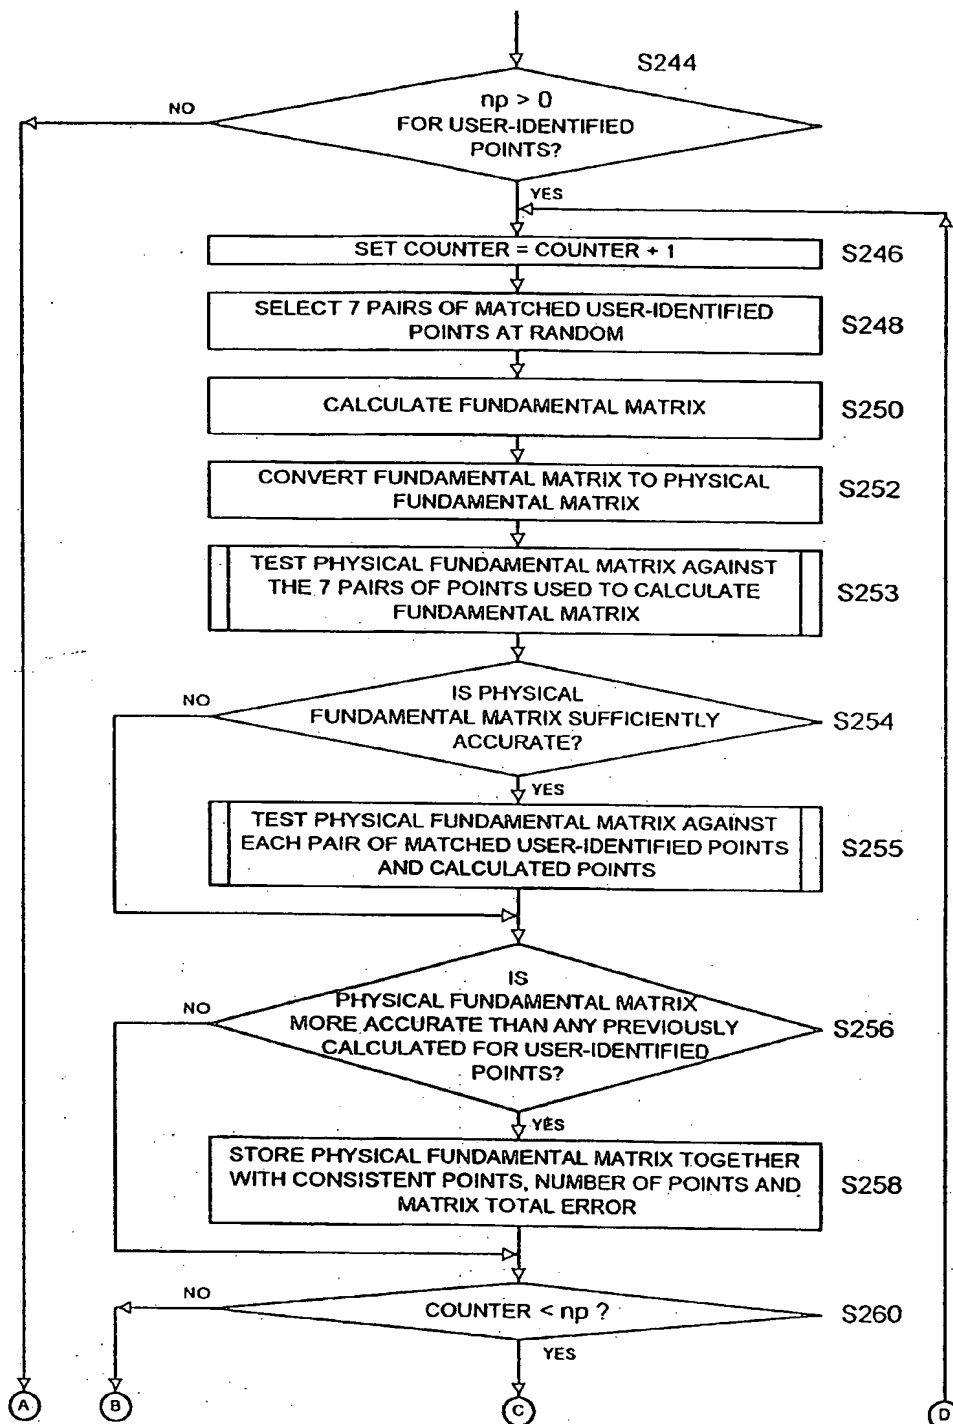 S244
np > 0
FOR USER-IDENTIFIED
POINTS?
NO
YES
SET COUNTER = COUNTER + 1
S246
SELECT 7 PAIRS OF MATCHED USER-IDENTIFIED
POINTS AT RANDOM
S248
CALCULATE FUNDAMENTAL MATRIX
S250
CONVERT FUNDAMENTAL MATRIX TO PHYSICAL
FUNDAMENTAL MATRIX
S252
TEST PHYSICAL FUNDAMENTAL MATRIX AGAINST
THE 7 PAIRS OF POINTS USED TO CALCULATE
FUNDAMENTAL MATRIX
S253
NO
IS PHYSICAL
FUNDAMENTAL MATRIX SUFFICIENTLY
ACCURATE?
S254
YES
TEST PHYSICAL FUNDAMENTAL MATRIX AGAINST
EACH PAIR OF MATCHED USER-IDENTIFIED POINTS
AND CALCULATED POINTS
S255
NO
IS
PHYSICAL FUNDAMENTAL MATRIX
MORE ACCURATE THAN ANY PREVIOUSLY
CALCULATED FOR USER-IDENTIFIED
POINTS?
S256
YES
STORE PHYSICAL FUNDAMENTAL MATRIX TOGETHER
WITH CONSISTENT POINTS, NUMBER OF POINTS AND
MATRIX TOTAL ERROR
S258
NO
COUNTER < np ?
S260
YES
A
B
C
D